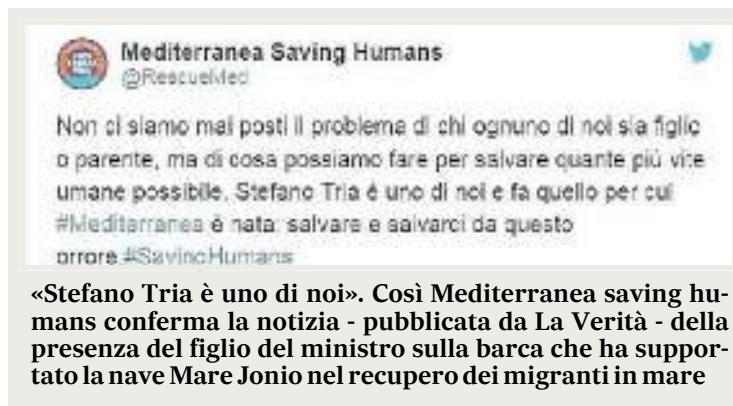 Mediterranea Saving Humans
@RescueMed
Non ci siamo mai posti il problema di chi ognuno di noi sia figlio
o parente, ma di cosa possiamo fare per salvare quante più vite
umane possibile. Stefano Tria è uno di noi e fa quello per cui
#Mediterranea è nata: salvare e salvarci da questo
orrore #SavingHumans
«Stefano Tria è uno di noi». Così Mediterranea saving hu-
mans conferma la notizia - pubblicata da La Verità - della
presenza del figlio del ministro sulla barca che ha suppor-
tato la nave Mare Jonio nel recupero dei migranti in mare